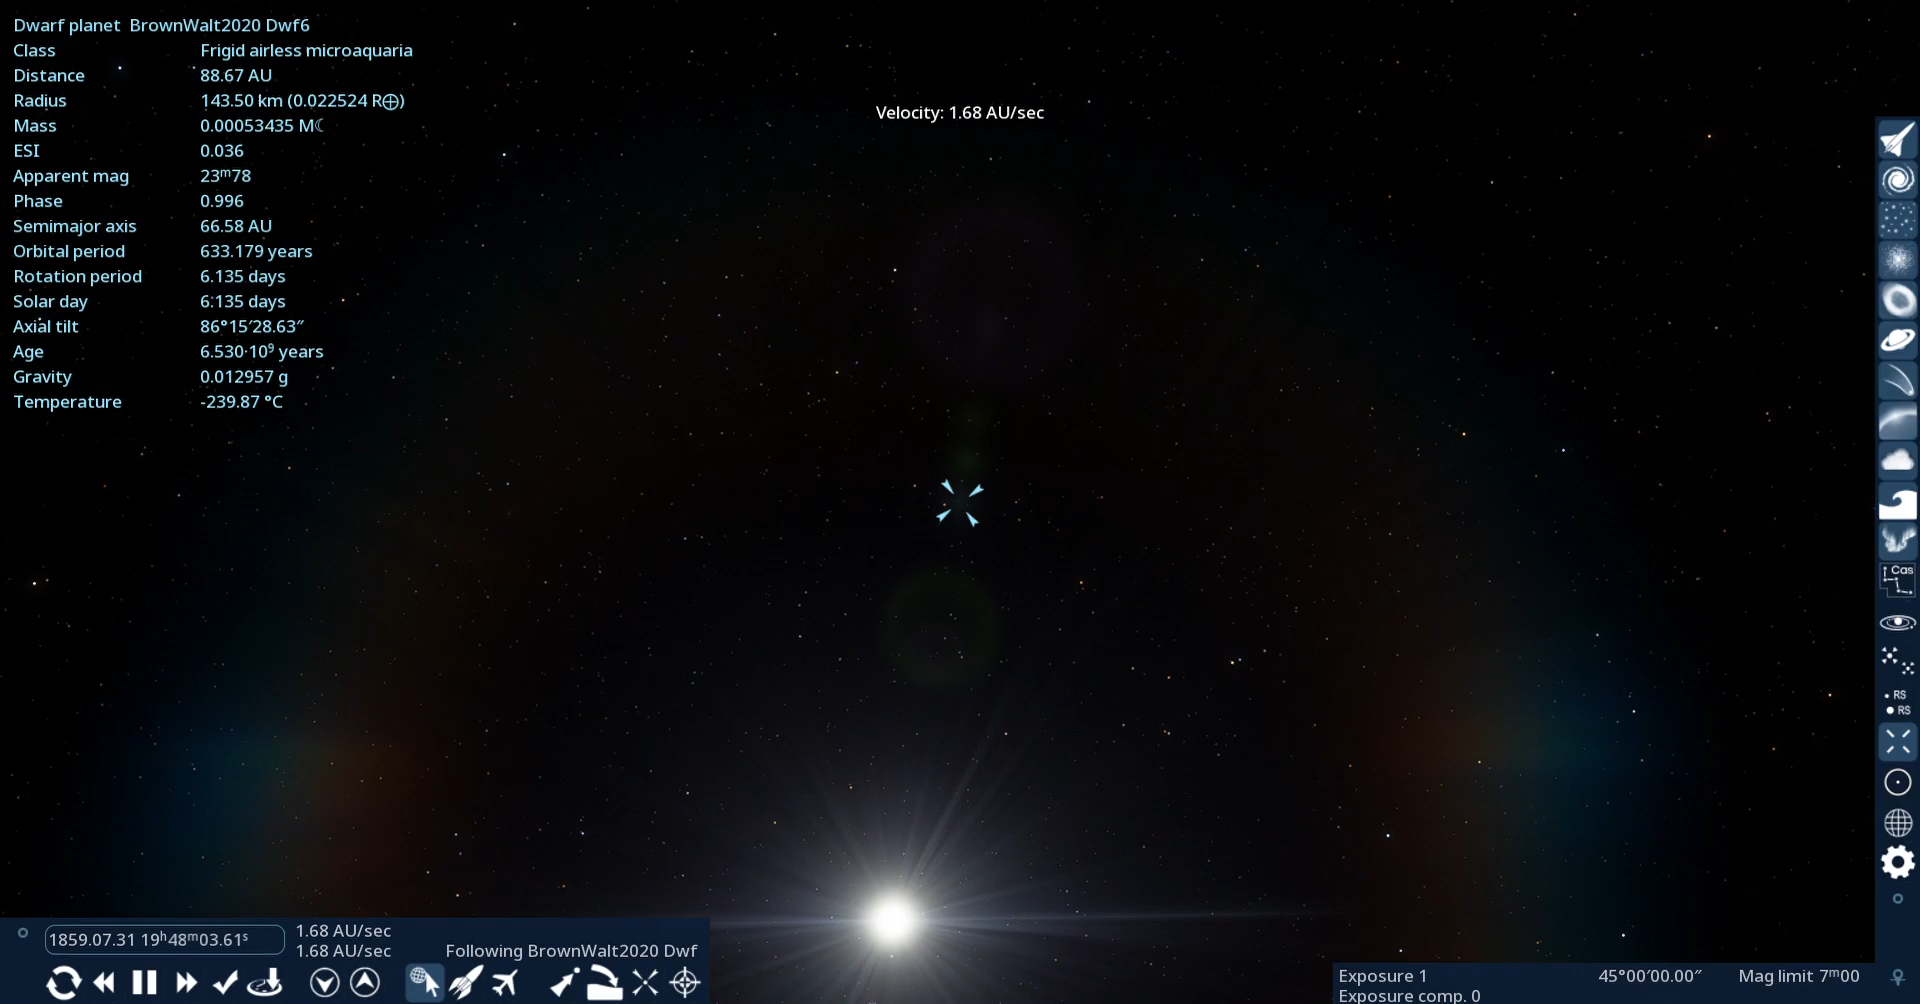 Dwarf planet BrownWalt2020 Dwf6
Class Frigid airless microaquaria
Distance 88.67 AU
Radius 143.50 km (0.022524 R⊕)
Mass 0.00053435 M☾
ESI 0.036
Apparent mag 23ᵐ78
Phase 0.996
Semimajor axis 66.58 AU
Orbital period 633.179 years
Rotation period 6.135 days
Solar day 6.135 days
Axial tilt 86°15′28.63″
Age 6.530·10⁹ years
Gravity 0.012957 g
Temperature -239.87 °C
Velocity: 1.68 AU/sec
Cas
RS
RS
1859.07.31 19ʰ48ᵐ03.61ˢ
1.68 AU/sec
1.68 AU/sec
Following BrownWalt2020 Dwf
Exposure 1
Exposure comp. 0
45°00′00.00″
Mag limit 7ᵐ00